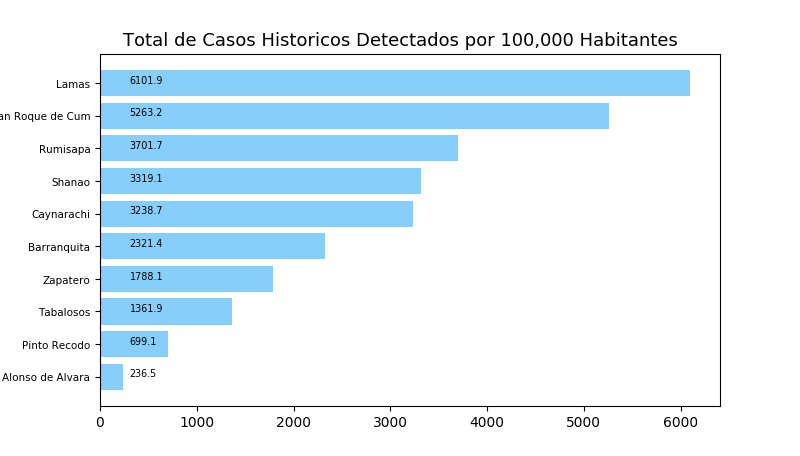 Total de Casos Historicos Detectados por 100,000 Habitantes
Lamas 6101.9
an Roque de Cum 5263.2
Rumisapa 3701.7
Shanao 3319.1
Caynarachi 3238.7
Barranquita 2321.4
Zapatero 1788.1
Tabalosos 1361.9
Pinto Recodo 699.1
Alonso de Alvara 236.5
0 1000 2000 3000 4000 5000 6000